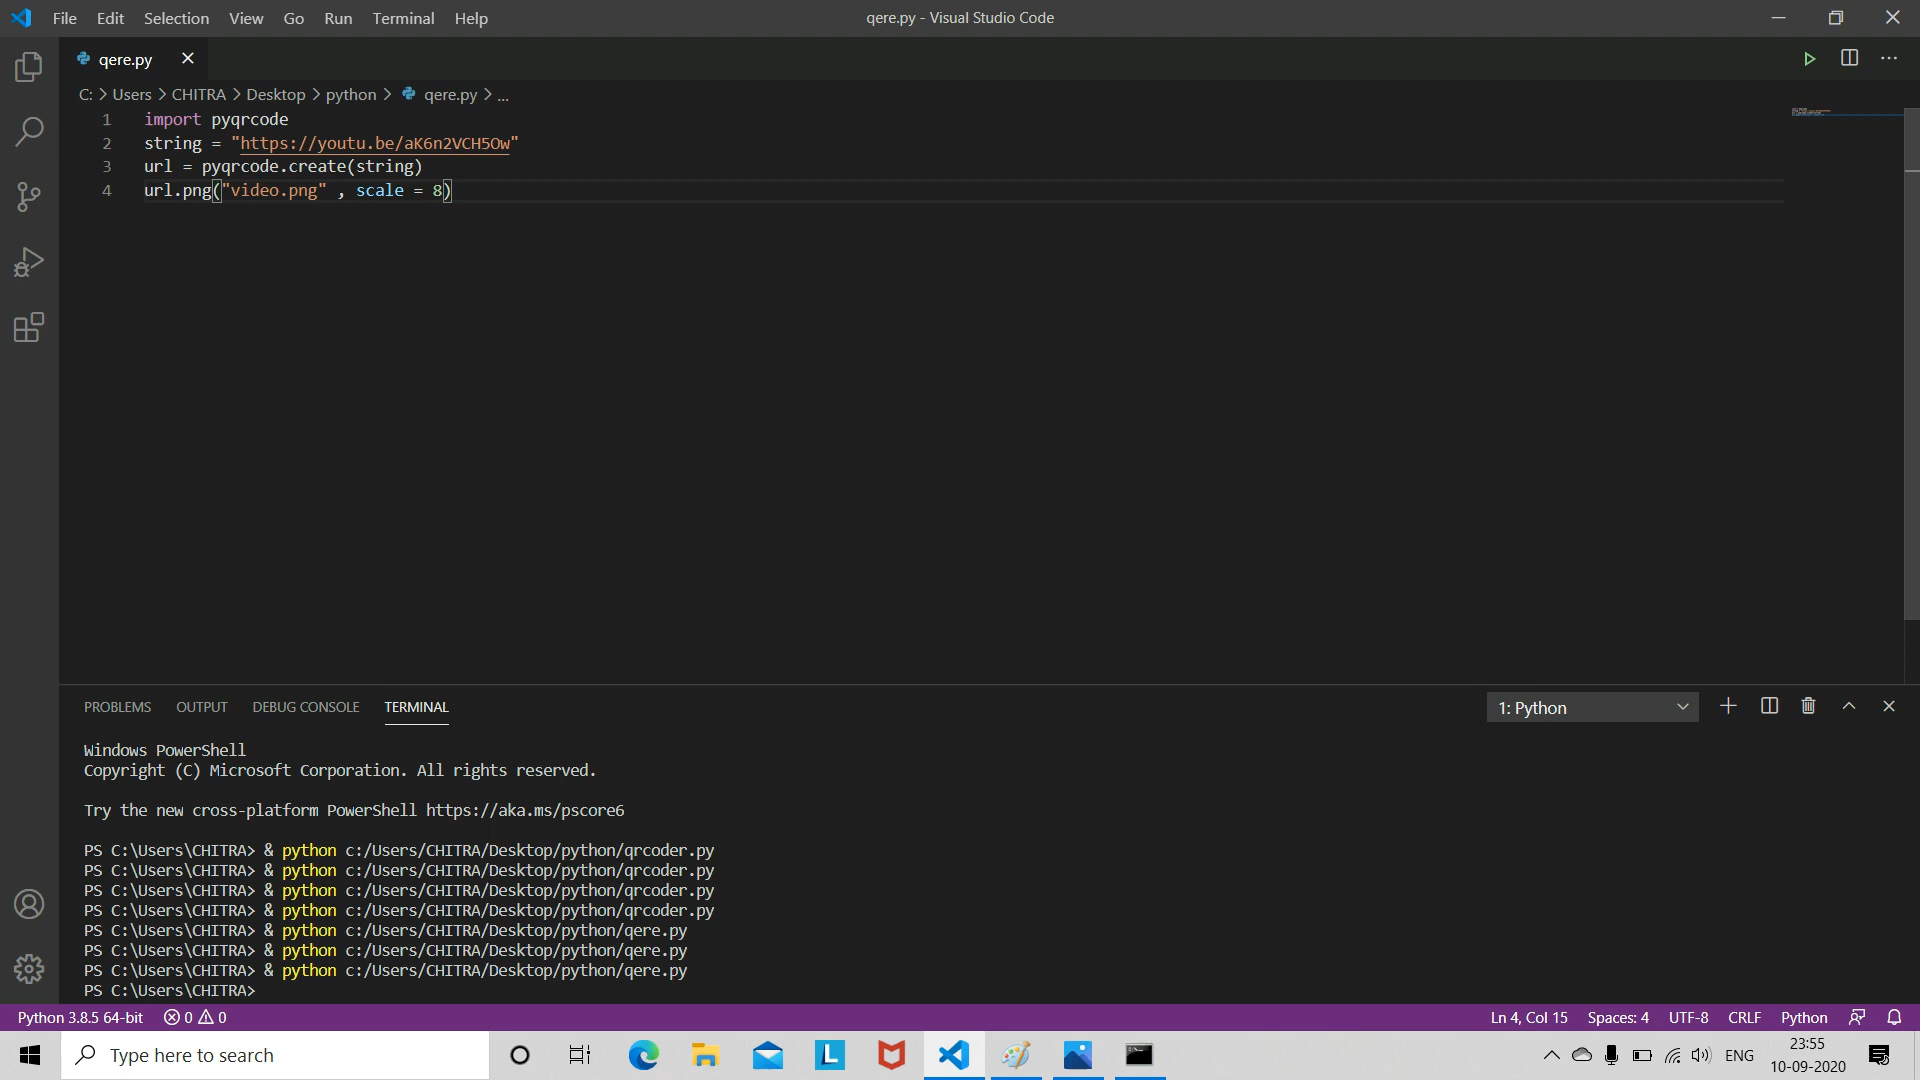 File Edit Selection View Go Run Terminal Help qere.py - Visual Studio Code
qere.py
C: > Users > CHITRA > Desktop > python > qere.py > ...
1 import pyqrcode
2 string = "https://youtu.be/aK6n2VCH5Ow"
3 url = pyqrcode.create(string)
4 url.png("video.png" , scale = 8)
PROBLEMS OUTPUT DEBUG CONSOLE TERMINAL 1: Python
Windows PowerShell
Copyright (C) Microsoft Corporation. All rights reserved.
Try the new cross-platform PowerShell https://aka.ms/pscore6
PS C:\Users\CHITRA> & python c:/Users/CHITRA/Desktop/python/qrcoder.py
PS C:\Users\CHITRA> & python c:/Users/CHITRA/Desktop/python/qrcoder.py
PS C:\Users\CHITRA> & python c:/Users/CHITRA/Desktop/python/qrcoder.py
PS C:\Users\CHITRA> & python c:/Users/CHITRA/Desktop/python/qrcoder.py
PS C:\Users\CHITRA> & python c:/Users/CHITRA/Desktop/python/qere.py
PS C:\Users\CHITRA> & python c:/Users/CHITRA/Desktop/python/qere.py
PS C:\Users\CHITRA> & python c:/Users/CHITRA/Desktop/python/qere.py
PS C:\Users\CHITRA>
Python 3.8.5 64-bit 0 0 Ln 4, Col 15 Spaces: 4 UTF-8 CRLF Python
Type here to search L ENG 23:55
10-09-2020